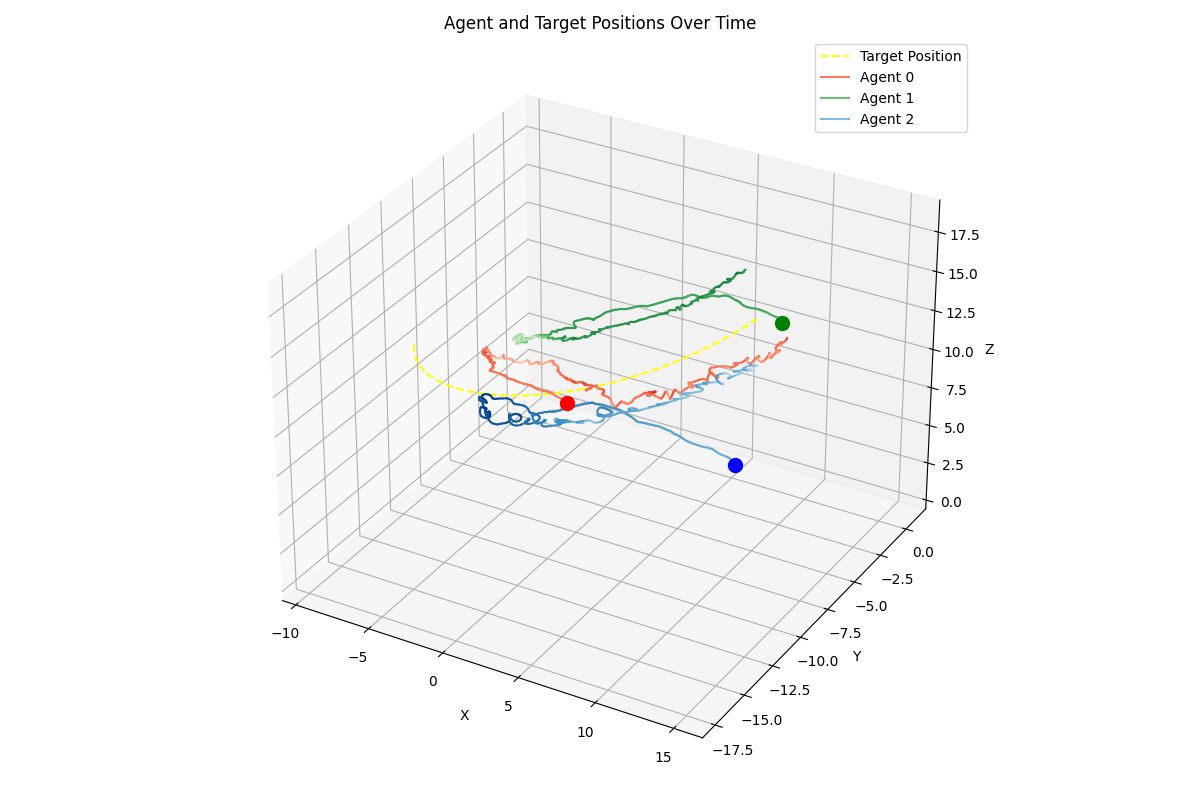 Agent and Target Positions Over Time
Target Position
Agent 0
Agent 1
Agent 2
17.5
15.0
12.5
10.0
7.5
5.0
2.5
0.0
Z
0.0
−2.5
−5.0
−7.5
−10.0
−12.5
−15.0
−17.5
Y
−10
−5
0
5
10
15
X